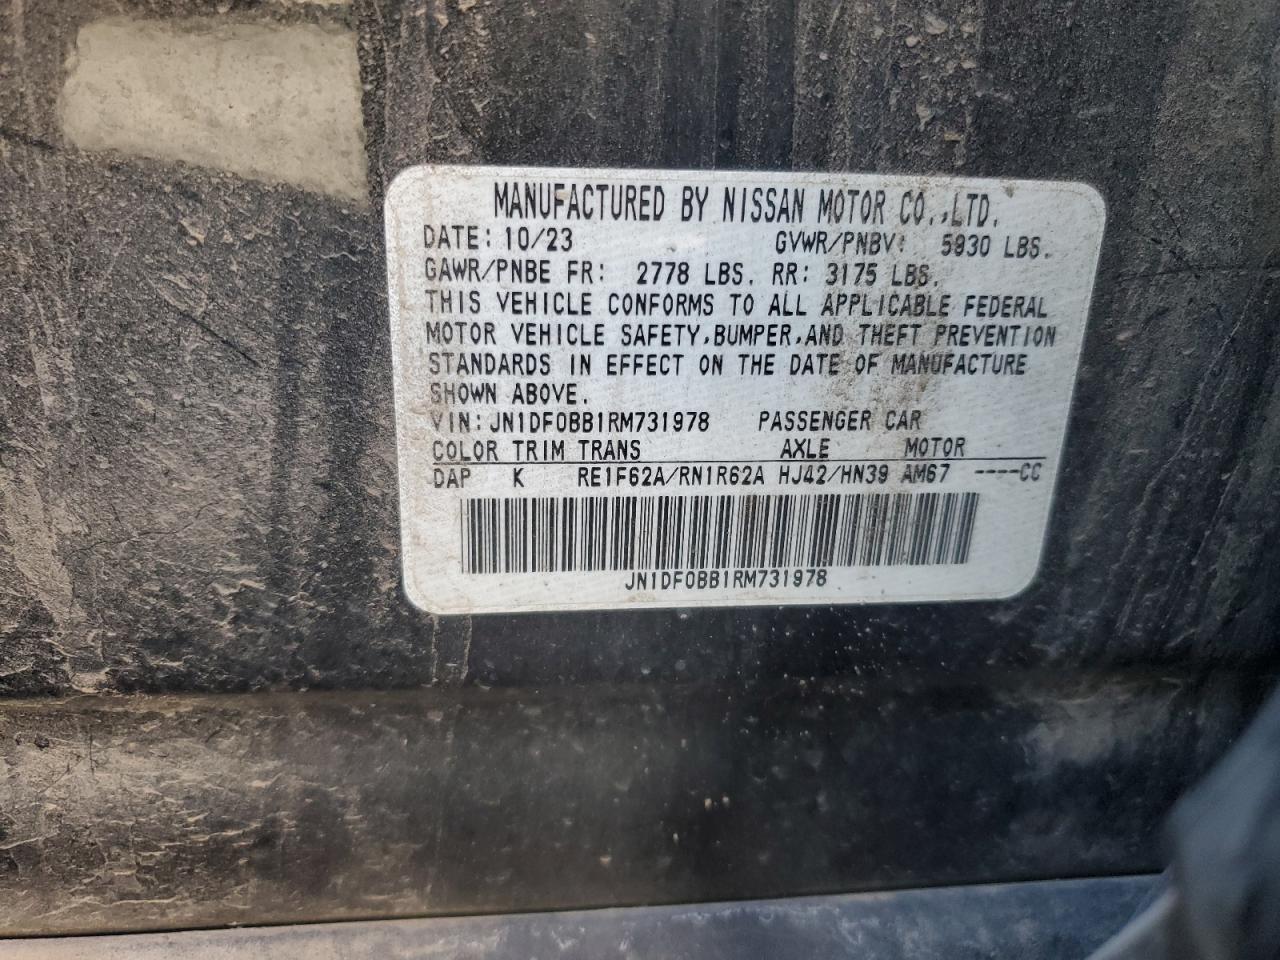 MANUFACTURED BY NISSAN MOTOR CO.,LTD.
DATE: 10/23 GVWR/PNBV: 5930 LBS.
GAWR/PNBE FR: 2778 LBS. RR: 3175 LBS.
THIS VEHICLE CONFORMS TO ALL APPLICABLE FEDERAL
MOTOR VEHICLE SAFETY,BUMPER,AND THEFT PREVENTION
STANDARDS IN EFFECT ON THE DATE OF MANUFACTURE
SHOWN ABOVE.
VIN: JN1DF0BB1RM731978 PASSENGER CAR
COLOR TRIM TRANS AXLE MOTOR
DAP K RE1F62A/RN1R62A HJ42/HN39 AM67 ----CC
JN1DF0BB1RM731978